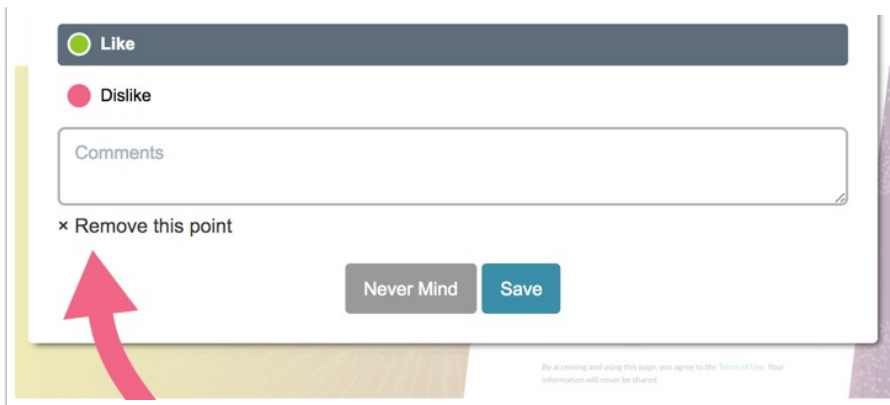 Like
Dislike
Comments
× Remove this point
Never Mind Save
By accessing and using this page, you agree to the Terms of Use. Your
information will never be shared.